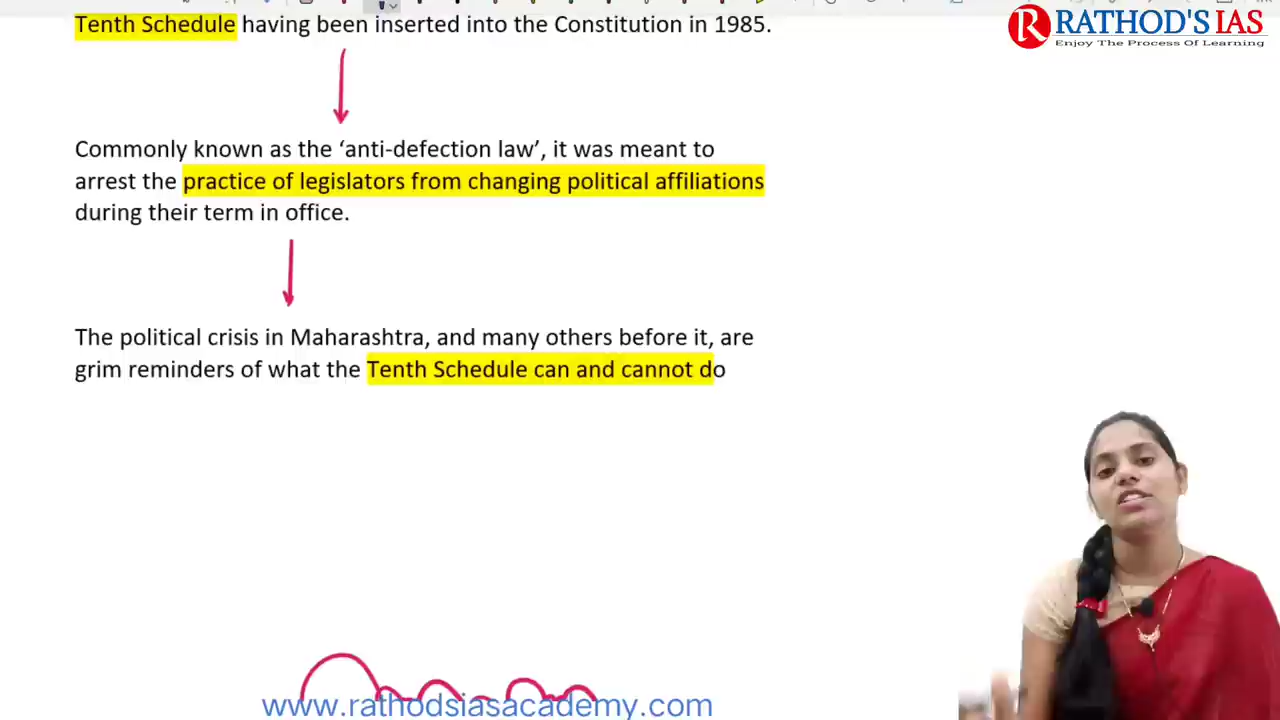 Tenth Schedule having been inserted into the Constitution in 1985.
RATHOD'S IAS
Enjoy The Process Of Learning
Commonly known as the ‘anti-defection law’, it was meant to
arrest the practice of legislators from changing political affiliations
during their term in office.
The political crisis in Maharashtra, and many others before it, are
grim reminders of what the Tenth Schedule can and cannot do
www.rathodsiasacademy.com